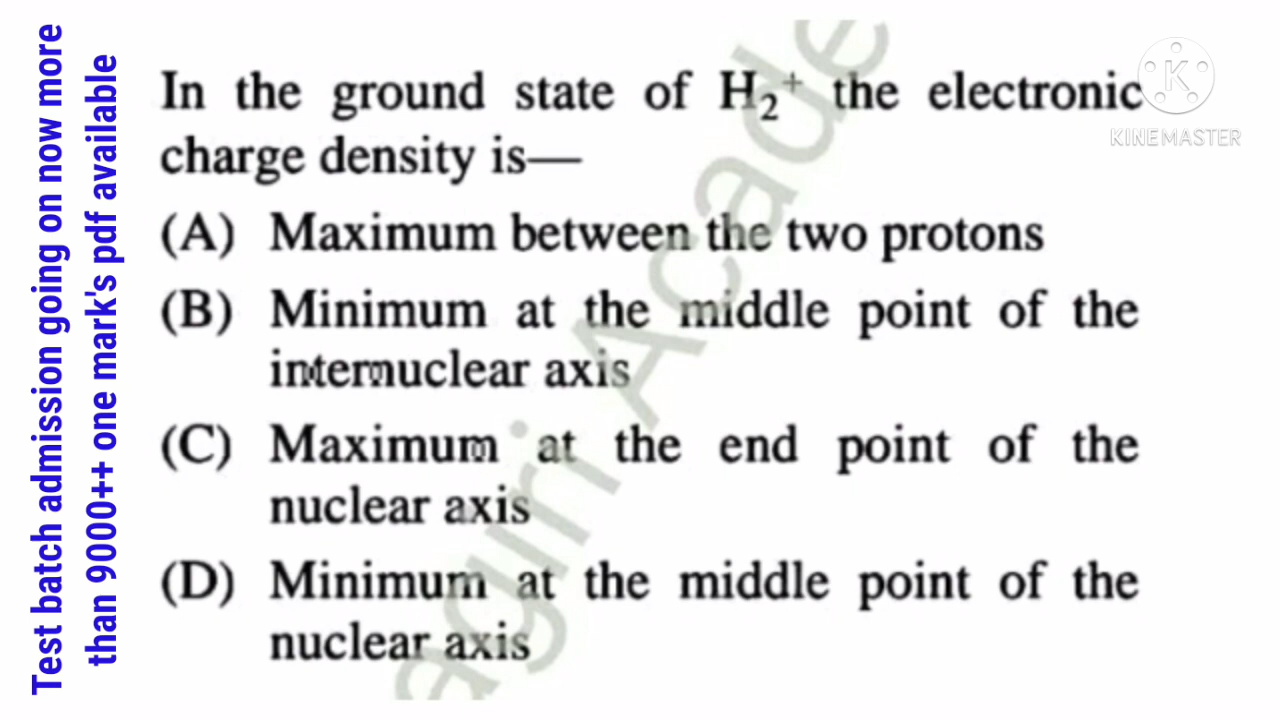 Test batch admission going on now more
than 9000++ one mark's pdf available
In the ground state of H₂⁺ the electronic
charge density is—
(A) Maximum between the two protons
(B) Minimum at the middle point of the
internuclear axis
(C) Maximum at the end point of the
nuclear axis
(D) Minimum at the middle point of the
nuclear axis
K
KINEMASTER